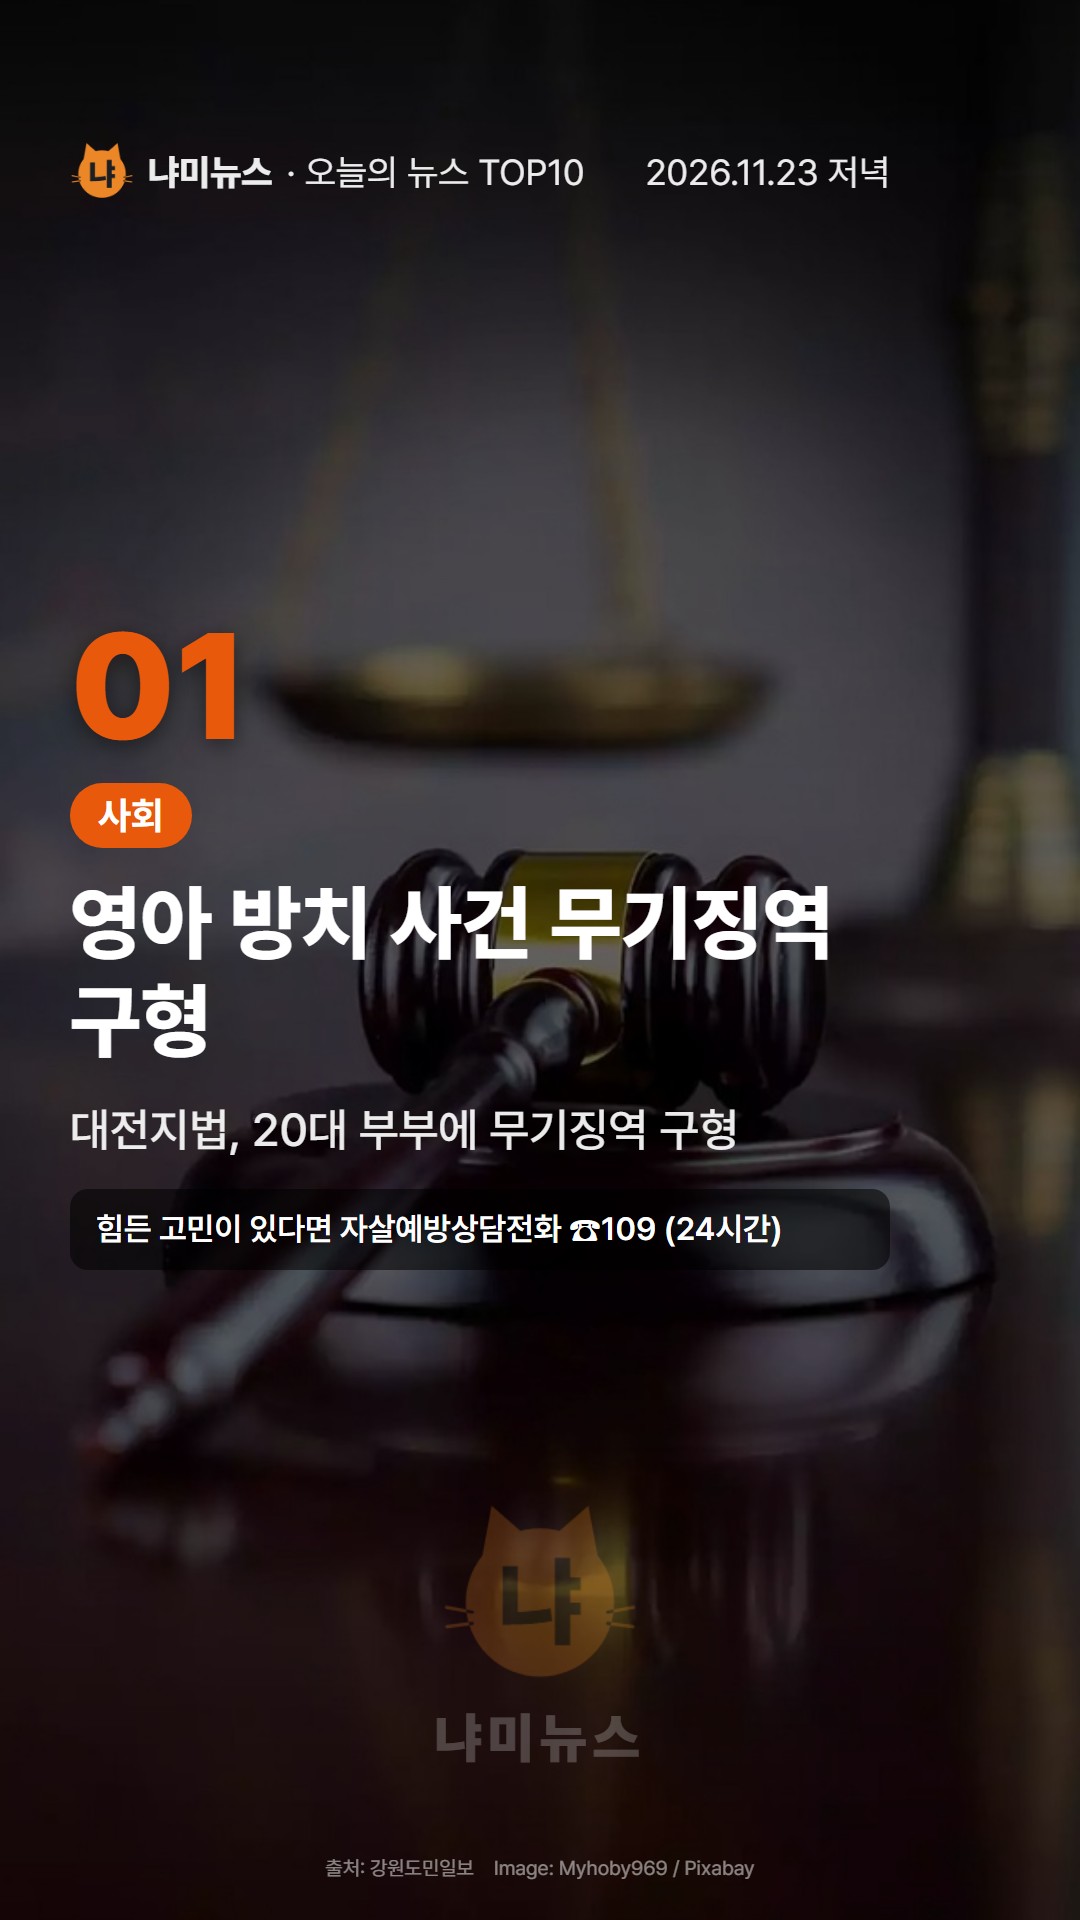 냐 냐미뉴스 · 오늘의 뉴스 TOP10 2026.11.23 저녁
01
사회
영아 방치 사건 무기징역
구형
대전지법, 20대 부부에 무기징역 구형
힘든 고민이 있다면 자살예방상담전화 ☎109 (24시간)
냐
냐미뉴스
출처: 강원도민일보 Image: Myhoby969 / Pixabay